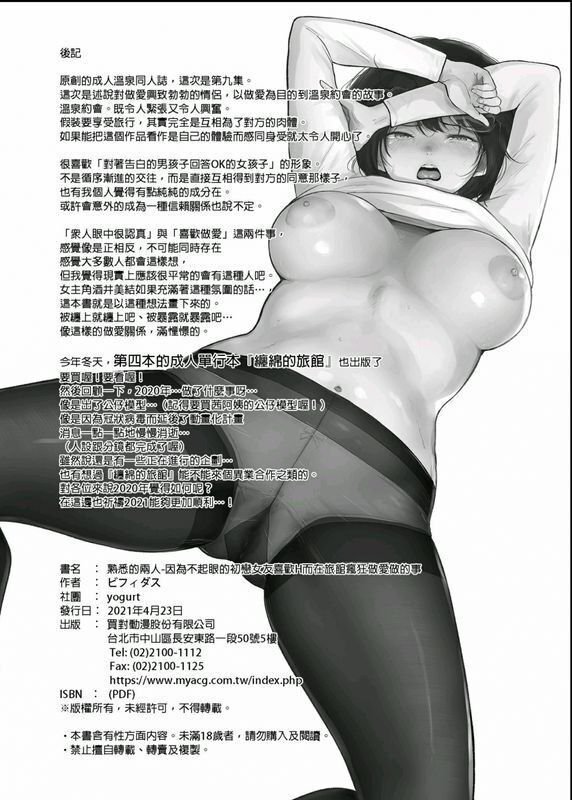 後記
原創的成人溫泉同人誌，這次是第九集。
這次是述說對做愛興致勃勃的情侶，以做愛為目的到溫泉約會的故事。
溫泉約會。既令人緊張又令人興奮。
假裝要享受旅行，其實完全是互相為了對方的肉體。
如果能把這個作品看作是自己的體驗而感同身受就太令人開心了。
很喜歡「對著告白的男孩子回答OK的女孩子」的形象。
不是循序漸進的交往，而是直接互相得到對方的同意那樣子，
也有我個人覺得有點純純的成分在。
或許會意外的成為一種信賴關係也說不定。
「眾人眼中很認真」與「喜歡做愛」這兩件事，
感覺像是正相反，不可能同時存在
感覺大多數人都會這樣想，
但我覺得現實上應該很平常的會有這種人吧。
女主角酒井美結如果充滿著這種氛圍的話…，
這本書就是以這種想法畫下來的。
被纏上就纏上吧、被暴露就暴露吧…
像這樣的做愛關係，滿憧憬的。
今年冬天，第四本的成人單行本『纏綿的旅館』也出版了
要買喔！要看喔！
然後回顧一下，2020年…做了什麼事呀…
像是出了公仔模型…（記得要買茜阿姨的公仔模型喔！）
像是因為冠狀病毒而延後了動畫化計畫
消息一點一點地慢慢消逝…
（人設跟分鏡都完成了喔）
雖然說還是有一些正在進行的企劃…
也有想過『纏綿的旅館』能不能來個異業合作之類的。
對各位來說2020年覺得如何呢？
在這邊也祈禱2021能夠更加順利…！
書名 ： 熟悉的兩人-因為不起眼的初戀女友喜歡H而在旅館瘋狂做愛做的事
作者 ： ビフィダス
社團 ： yogurt
發行日： 2021年4月23日
出版 ： 買對動漫股份有限公司
台北市中山區長安東路一段50號5樓
Tel: (02)2100-1112
Fax: (02)2100-1125
https://www.myacg.com.tw/index.php
ISBN ： (PDF)
※版權所有，未經許可，不得轉載。
・本書含有性方面內容。未滿18歲者，請勿購入及閱讀。
・禁止擅自轉載、轉賣及複製。